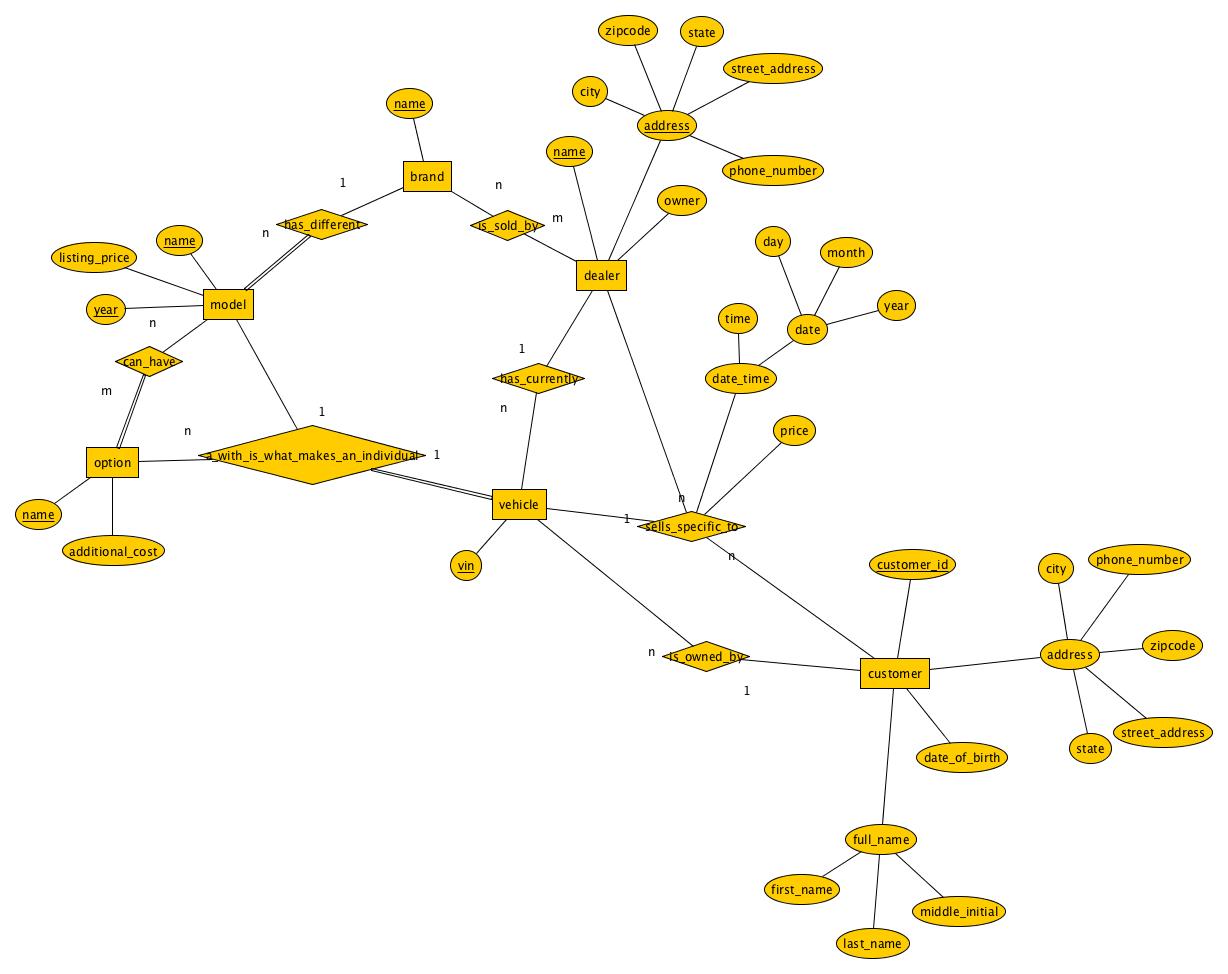 zipcode
state
street_address
city
name
address
name
phone_number
brand
1
n
owner
n
m
has_different
is_sold_by
n
name
day
month
listing_price
dealer
model
year
year
time
n
date
1
can_have
has_currently
date_time
m
n
1
n
price
a_with_is_what_makes_an_individual
1
option
n
vehicle
name
1
sells_specific_to
additional_cost
n
vin
customer_id
city
phone_number
zipcode
n
is_owned_by
address
customer
1
street_address
state
date_of_birth
full_name
first_name
middle_initial
last_name